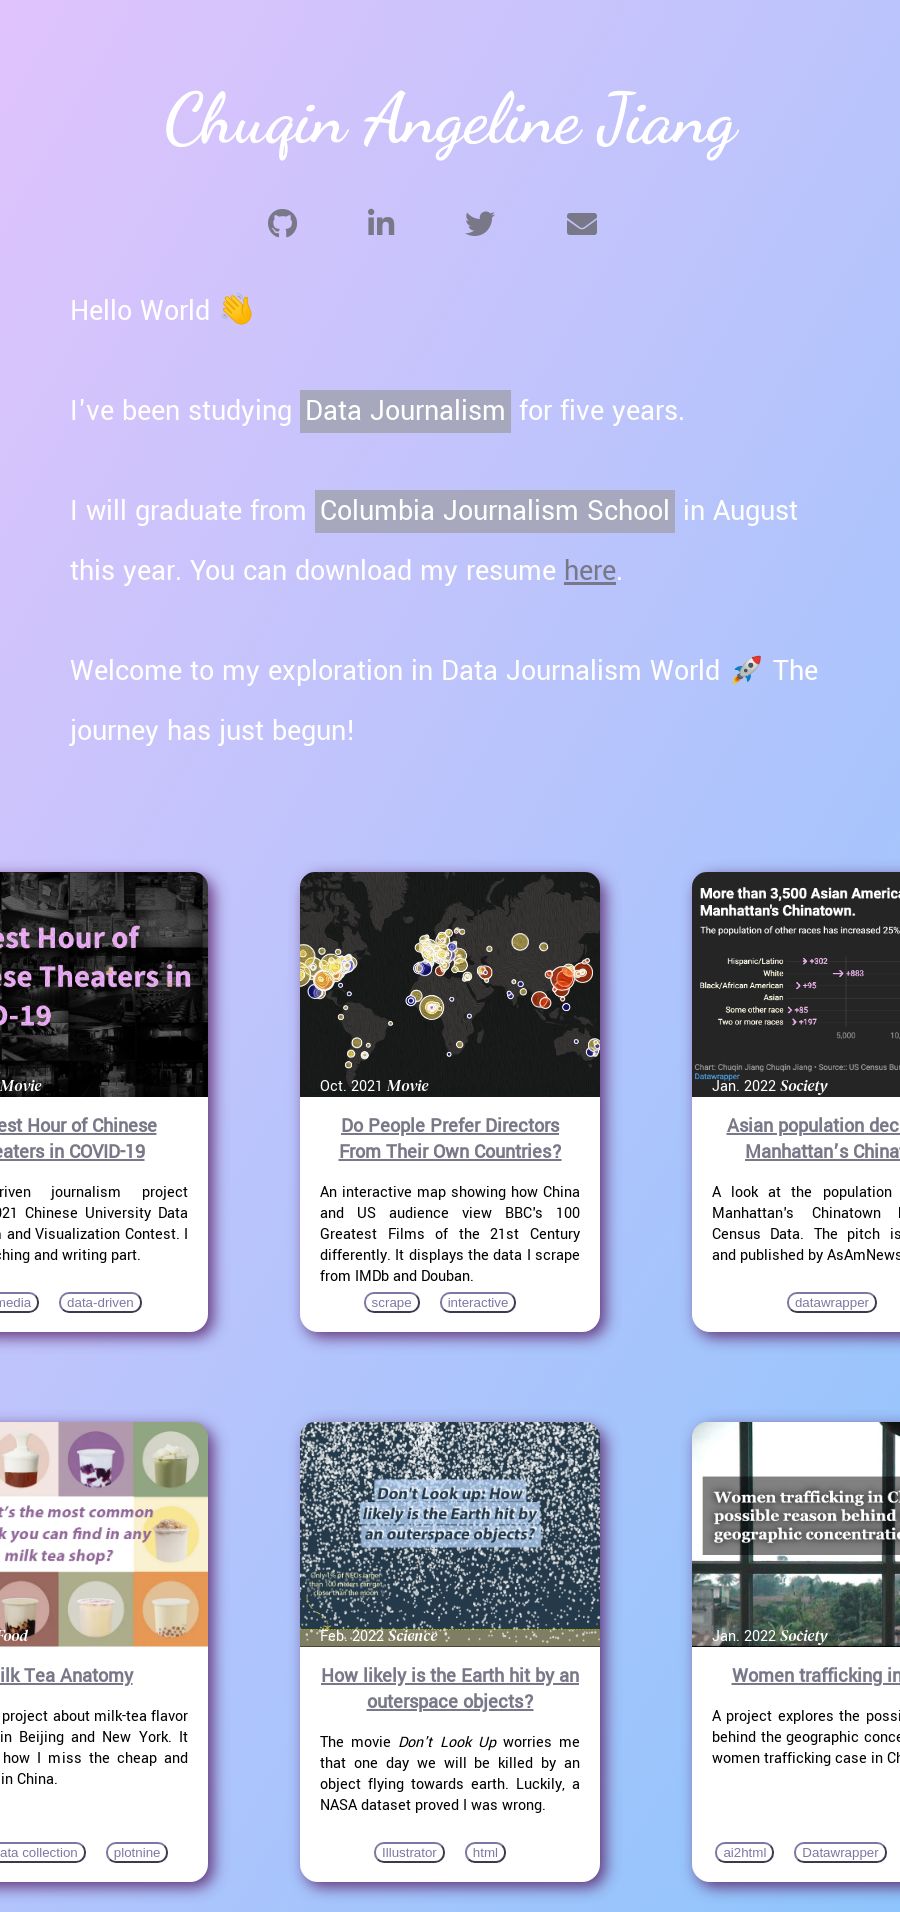 Chuqin Angeline Jiang
Hello World 👋
I've been studying Data Journalism for five years.
I will graduate from Columbia Journalism School in August
this year. You can download my resume here.
Welcome to my exploration in Data Journalism World 🚀 The
journey has just begun!
est Hour of
ese Theaters in
D-19
Movie
est Hour of Chinese
eaters in COVID-19
riven journalism project
021 Chinese University Data
and Visualization Contest. I
ching and writing part.
media data-driven
Oct. 2021 Movie
Do People Prefer Directors
From Their Own Countries?
An interactive map showing how China
and US audience view BBC's 100
Greatest Films of the 21st Century
differently. It displays the data I scrape
from IMDb and Douban.
scrape interactive
More than 3,500 Asian America
Manhattan's Chinatown.
The population of other races has increased 25%
Hispanic/Latino +302
White +883
Black/African American +95
Asian
Some other race +85
Two or more races +197
5,000 10,
Chart: Chuqin Jiang Chuqin Jiang · Source:: US Census Bur
Datawrapper
Jan. 2022 Society
Asian population dec
Manhattan's China
A look at the population
Manhattan's Chinatown
Census Data. The pitch is
and published by AsAmNews
datawrapper
t's the most common
k you can find in any
milk tea shop?
Food
ilk Tea Anatomy
project about milk-tea flavor
in Beijing and New York. It
how I miss the cheap and
in China.
ata collection plotnine
Don't Look up: How
likely is the Earth hit by
an outerspace objects?
Only 1% of NEOs larger
than 100 meters can get
closer than the moon
Feb. 2022 Science
How likely is the Earth hit by an
outerspace objects?
The movie Don't Look Up worries me
that one day we will be killed by an
object flying towards earth. Luckily, a
NASA dataset proved I was wrong.
Illustrator html
Women trafficking in C
possible reason behind
geographic concentratio
Jan. 2022 Society
Women trafficking in
A project explores the possi
behind the geographic conce
women trafficking case in Ch
ai2html Datawrapper